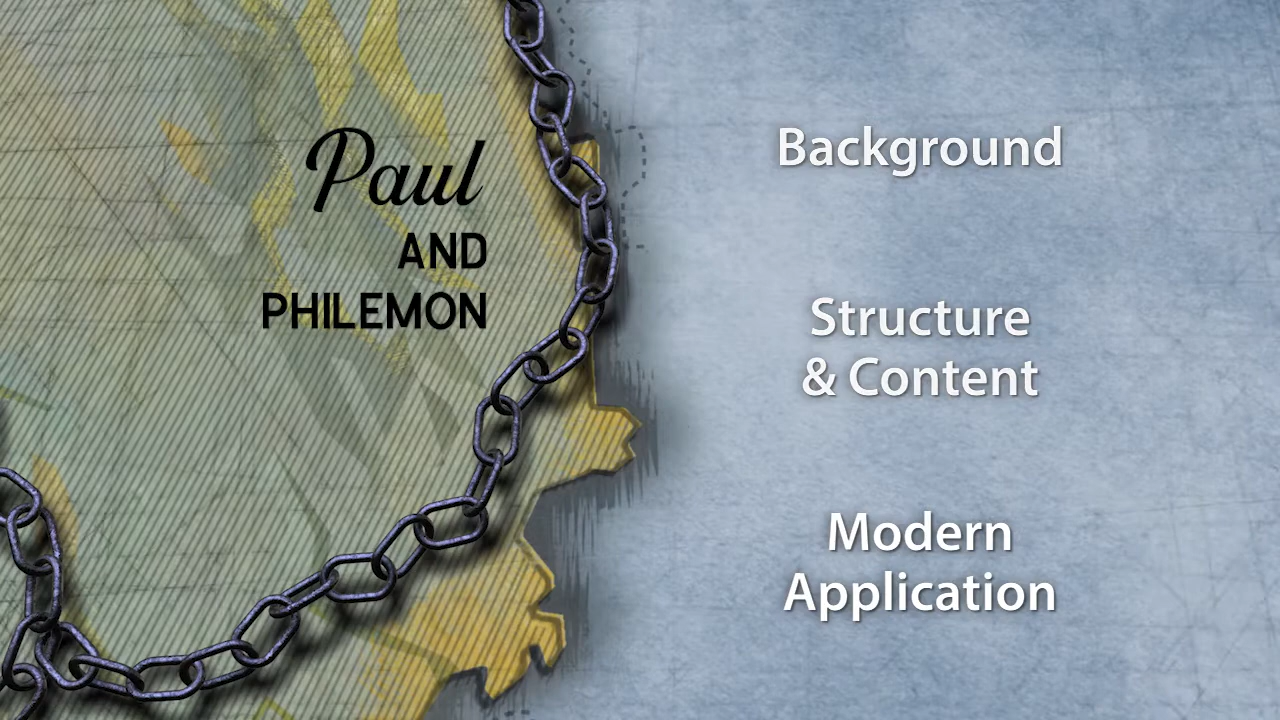 Paul
AND
PHILEMON
Background
Structure
& Content
Modern
Application